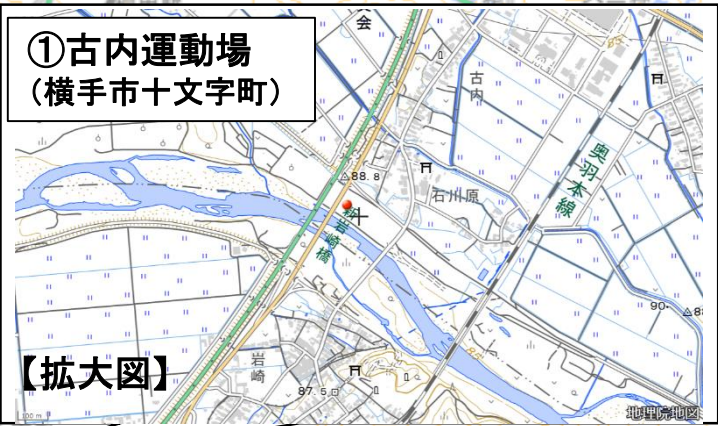 ①古内運動場
（横手市十文字町）
会
古内
奥羽本線
88.8
石川原
新岩崎橋
90
岩崎
【拡大図】
87.5
100 m
地理院地図